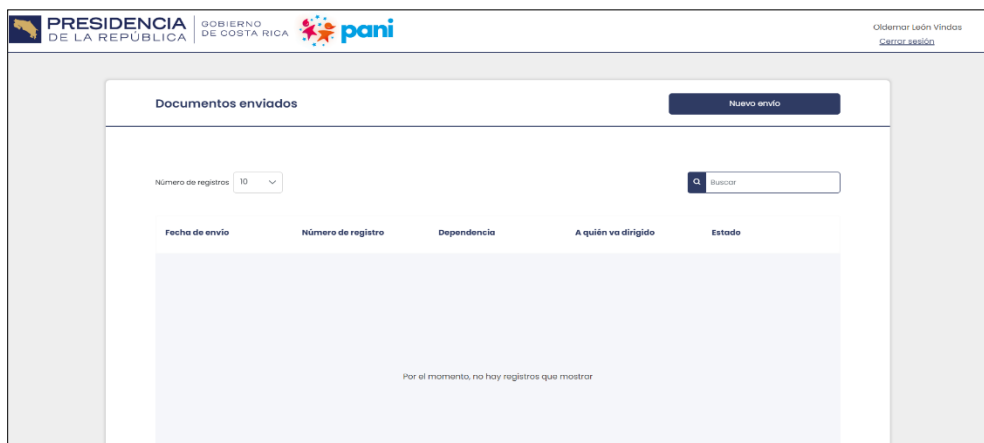 PRESIDENCIA
DE LA REPÚBLICA
GOBIERNO
DE COSTA RICA
pani
Oldemar León Vindas
Cerrar sesión
Documentos enviados
Nuevo envío
Número de registros 10
Buscar
Fecha de envío Número de registro Dependencia A quién va dirigido Estado
Por el momento, no hay registros que mostrar